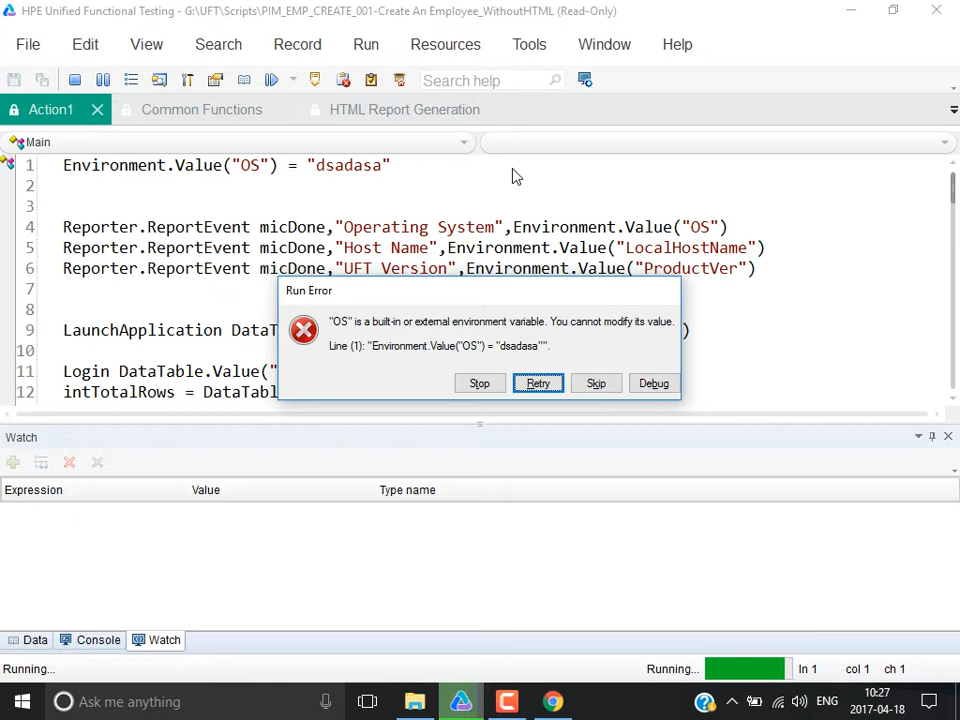 HPE Unified Functional Testing - G:\UFT\Scripts\PIM_EMP_CREATE_001-Create An Employee_WithoutHTML (Read-Only)
File Edit View Search Record Run Resources Tools Window Help
Search help
Action1 Common Functions HTML Report Generation
Main
1 Environment.Value("OS") = "dsadasa"
2
3
4 Reporter.ReportEvent micDone,"Operating System",Environment.Value("OS")
5 Reporter.ReportEvent micDone,"Host Name",Environment.Value("LocalHostName")
6 Reporter.ReportEvent micDone,"UFT Version",Environment.Value("ProductVer")
7
8
9 LaunchApplication DataT )
10
11 Login DataTable.Value("
12 intTotalRows = DataTabl
Run Error
"OS" is a built-in or external environment variable. You cannot modify its value.
Line (1): "Environment.Value("OS") = "dsadasa"".
Stop Retry Skip Debug
Watch
Expression Value Type name
Data Console Watch
Running... Running... ln 1 col 1 ch 1
Ask me anything ENG 10:27
2017-04-18